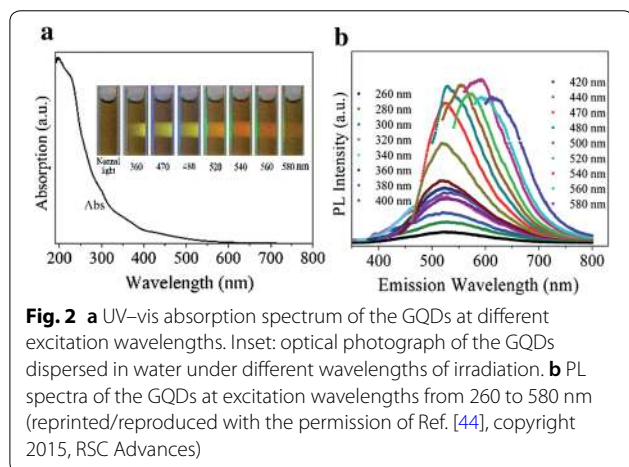 a
b
Absorption (a.u.)
Abs
Normal light
360 470 480 520 540 560 580 nm
200 300 400 500 600 700 800
Wavelength (nm)
PL Intensity (a.u.)
260 nm
280 nm
300 nm
320 nm
340 nm
360 nm
380 nm
400 nm
420 nm
440 nm
460 nm
480 nm
500 nm
520 nm
540 nm
560 nm
580 nm
400 500 600 700 800
Emission Wavelength (nm)
Fig. 2 a UV–vis absorption spectrum of the GQDs at different
excitation wavelengths. Inset: optical photograph of the GQDs
dispersed in water under different wavelengths of irradiation. b PL
spectra of the GQDs at excitation wavelengths from 260 to 580 nm
(reprinted/reproduced with the permission of Ref. [44], copyright
2015, RSC Advances)